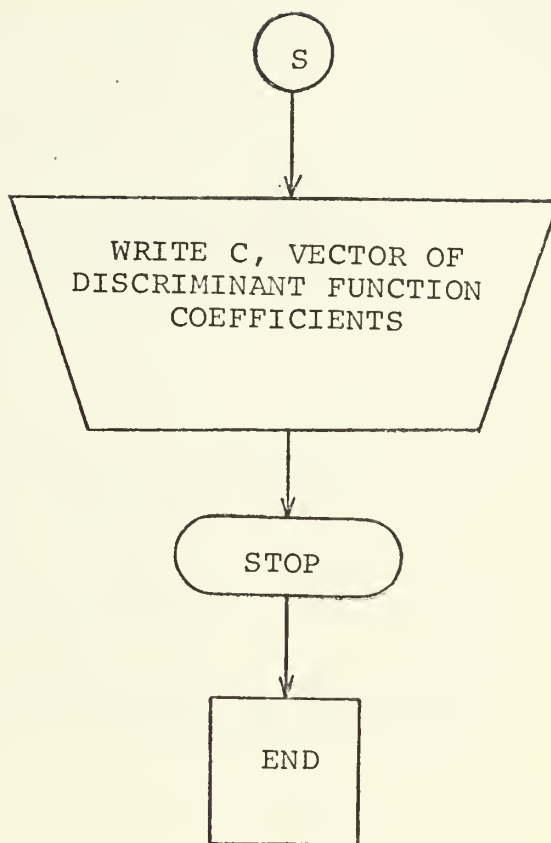 S
WRITE C, VECTOR OF
DISCRIMINANT FUNCTION
COEFFICIENTS
STOP
END